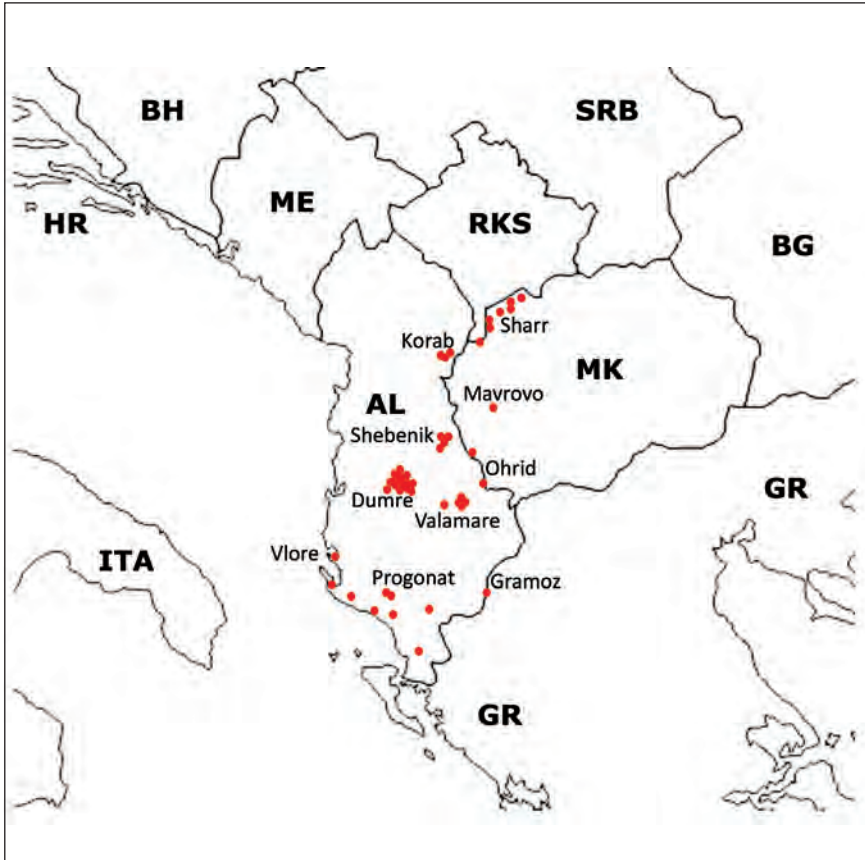 BH
SRB
ME
HR
RKS
BG
Sharr
Korab
MK
Mavrovo
AL
Shebenik
Ohrid
GR
Dumre
Valamare
Vlore
ITA
Progonat
Gramoz
GR